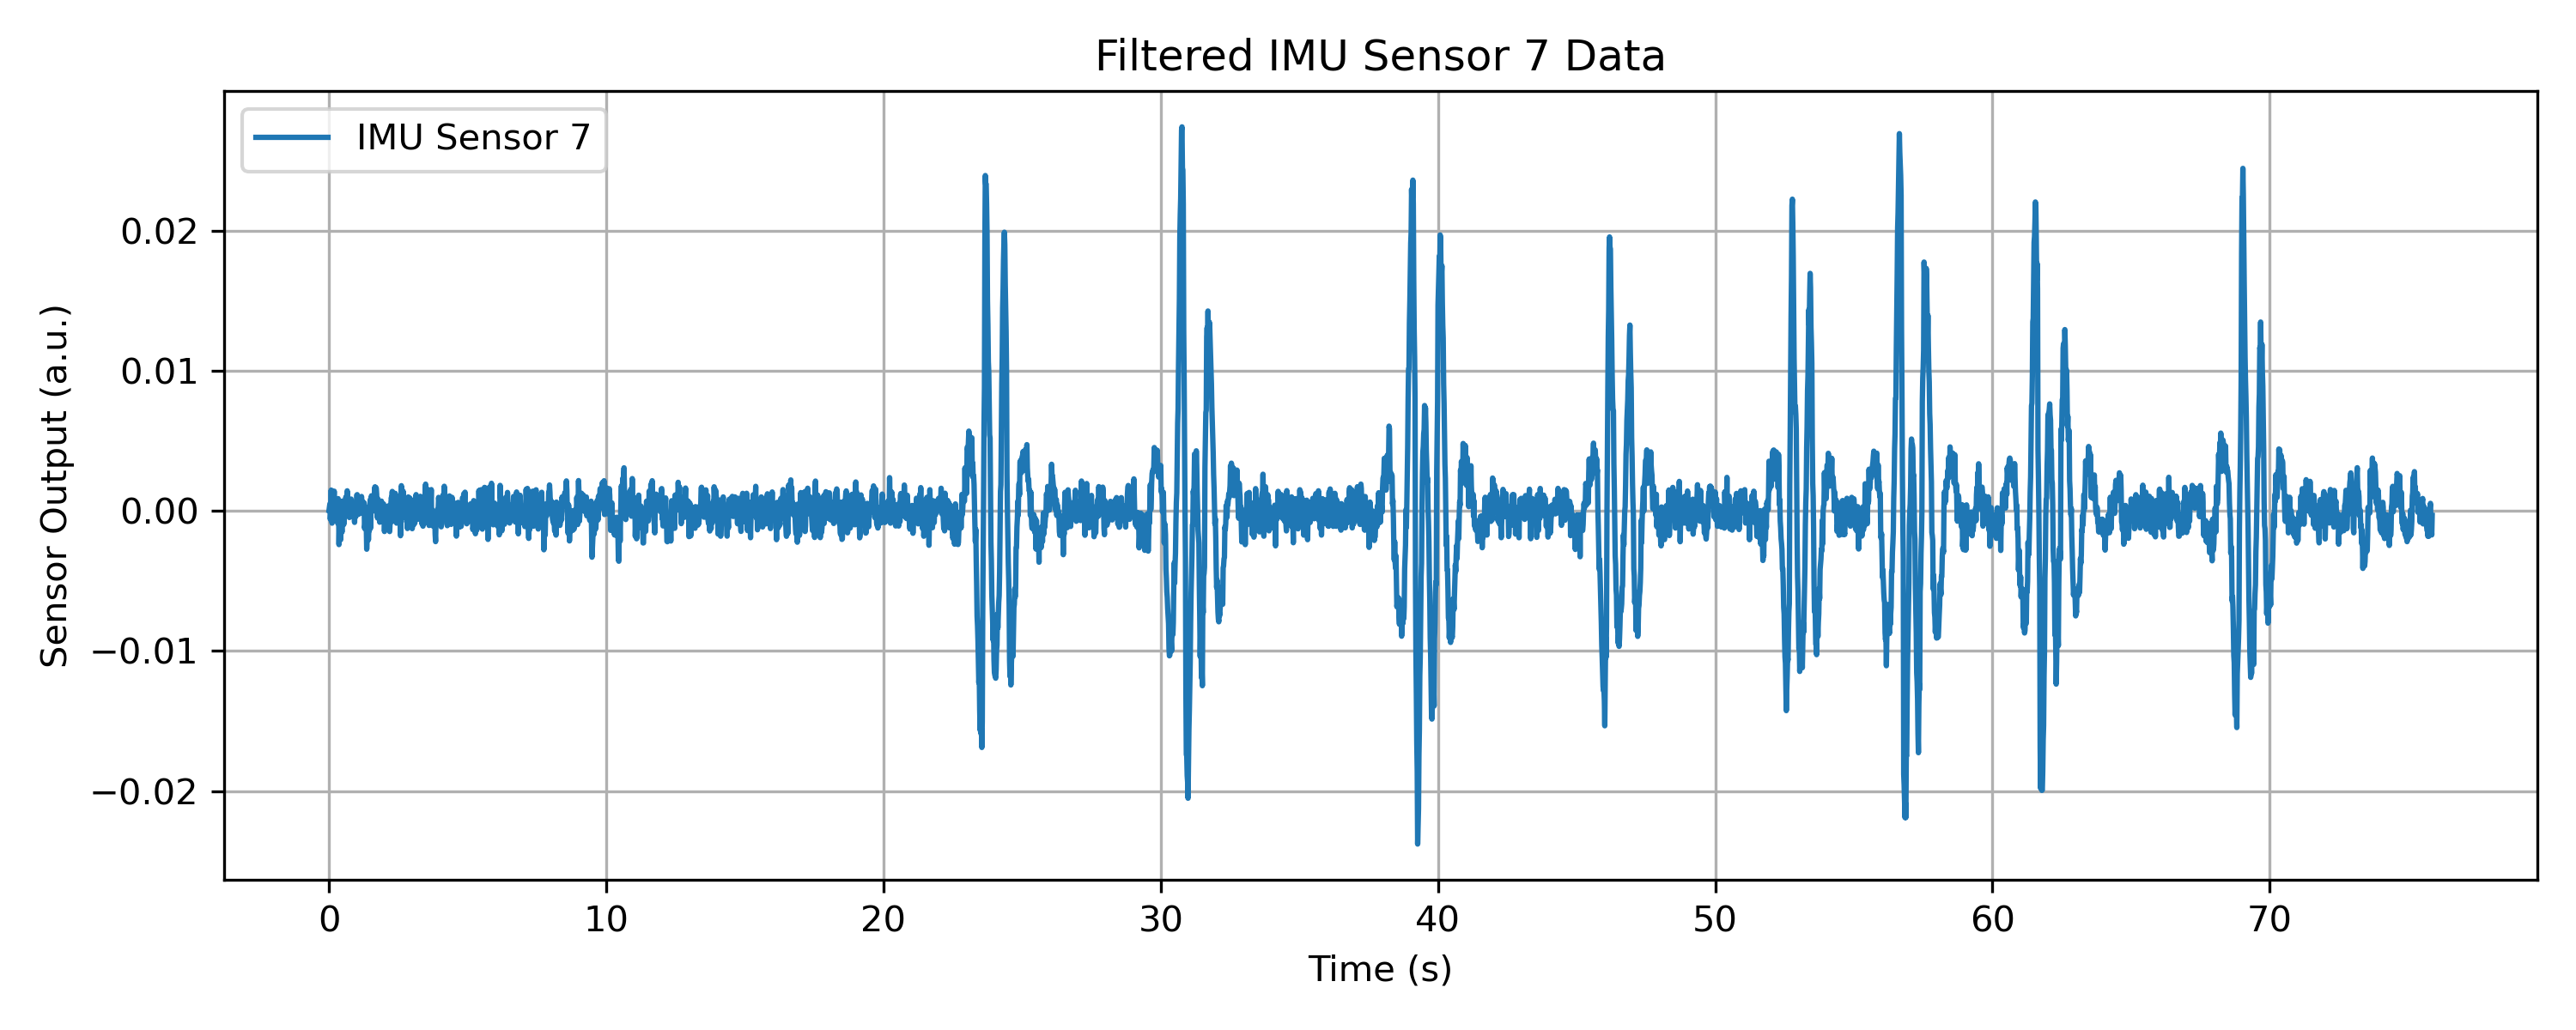 Filtered IMU Sensor 7 Data
IMU Sensor 7
Sensor Output (a.u.)
0.02
0.01
0.00
−0.01
−0.02
0 10 20 30 40 50 60 70
Time (s)